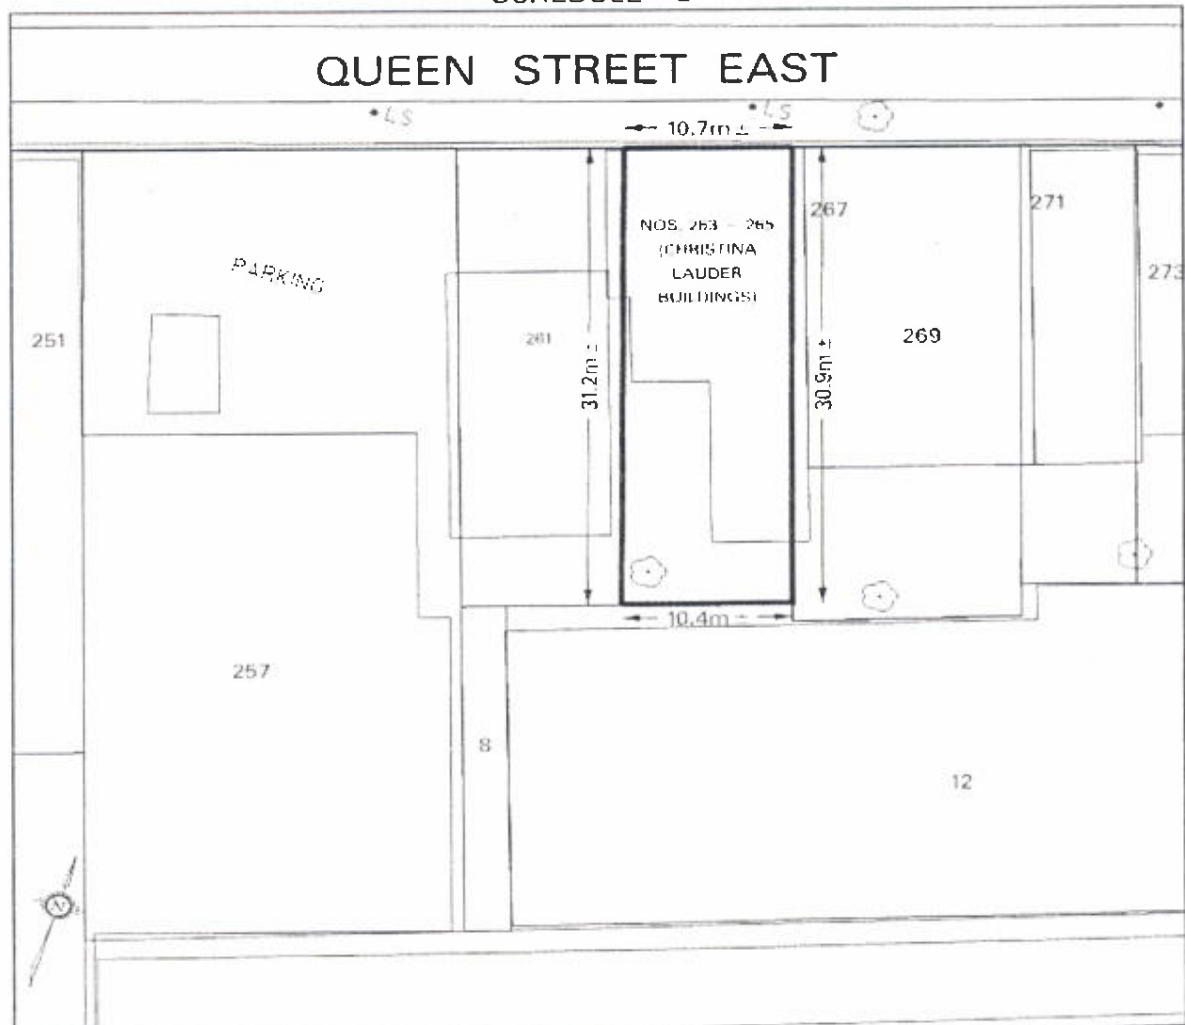 QUEEN STREET EAST
LS
LS
10.7m ±
NOS. 263 - 265
(CHRISTINA
LAUDER
BUILDINGS)
267
271
273
PARKING
251
261
269
31.2m ±
30.9m ±
10.4m
257
8
12
N